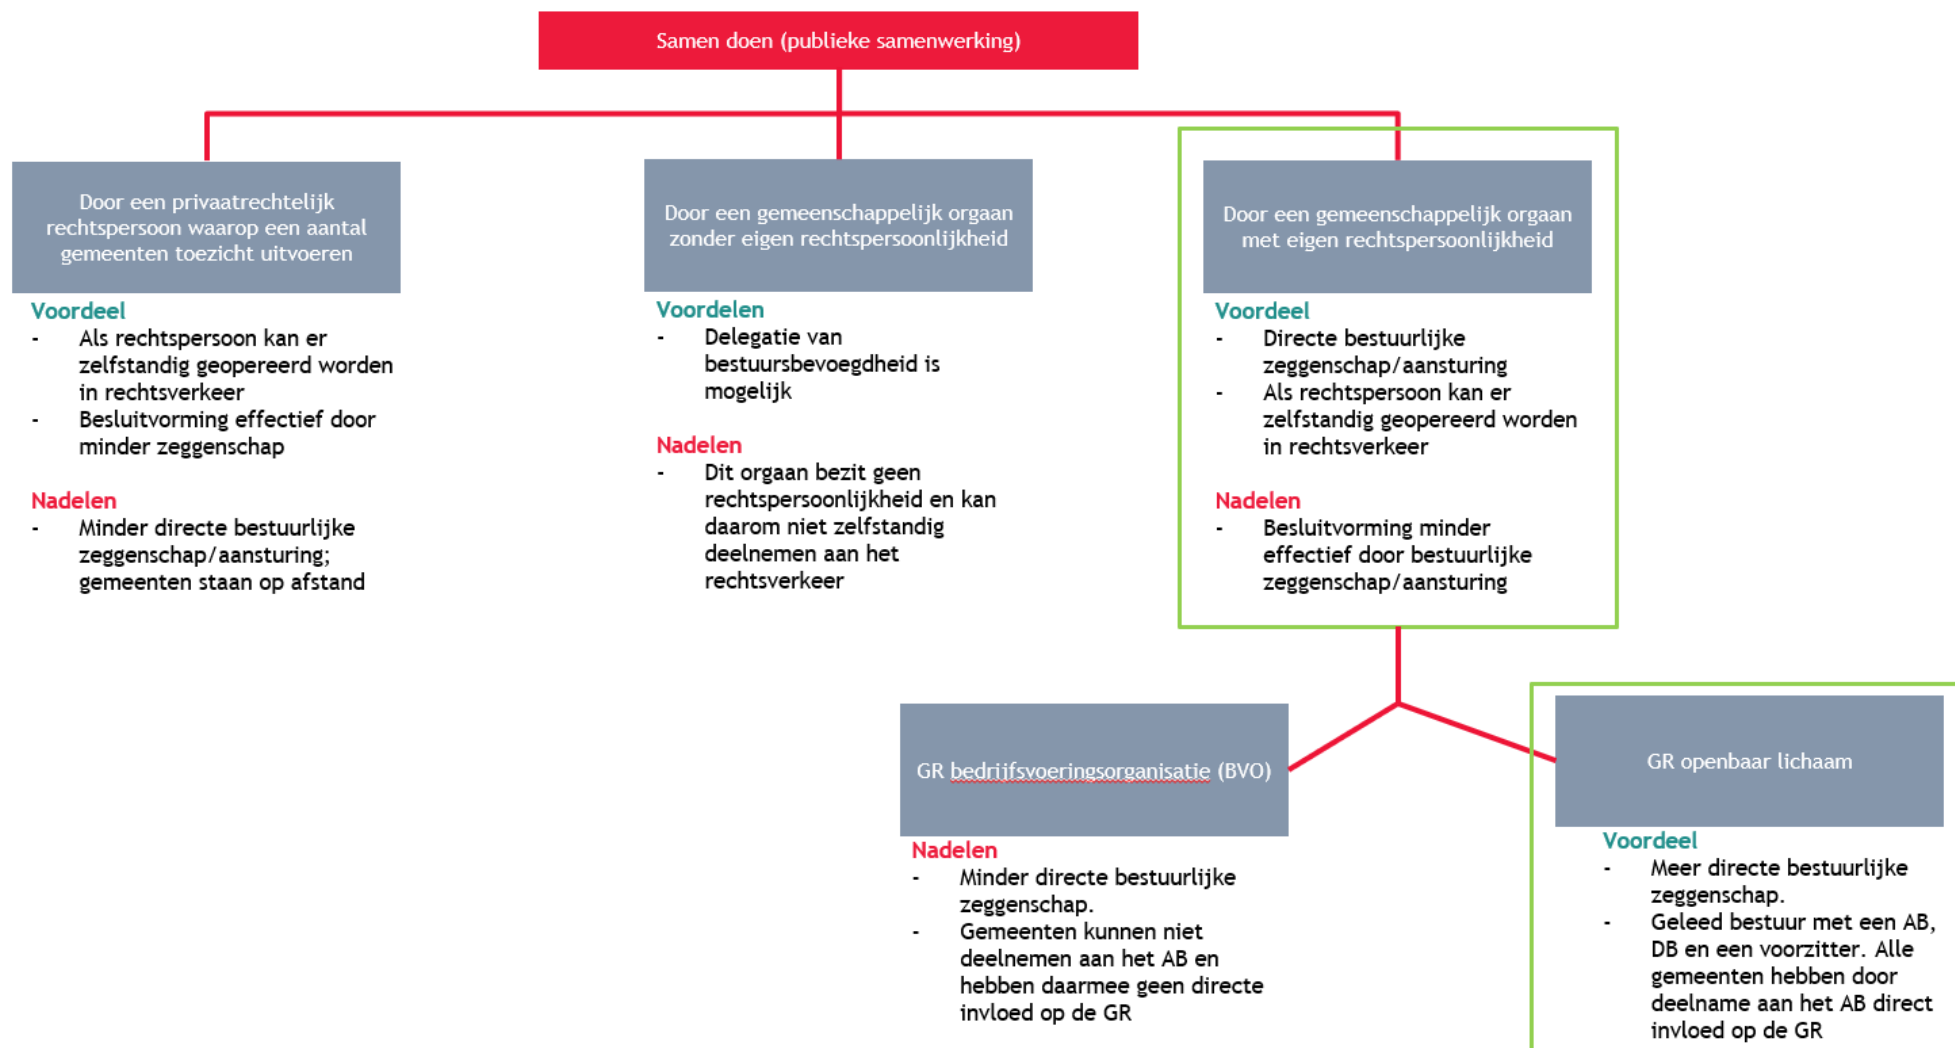 Samen doen (publieke samenwerking)
Door een privaatrechtelijk
rechtspersoon waarop een aantal
gemeenten toezicht uitvoeren
Voordeel
- Als rechtspersoon kan er
zelfstandig geopereerd worden
in rechtsverkeer
- Besluitvorming effectief door
minder zeggenschap
Nadelen
- Minder directe bestuurlijke
zeggenschap/aansturing;
gemeenten staan op afstand
Door een gemeenschappelijk orgaan
zonder eigen rechtspersoonlijkheid
Voordelen
- Delegatie van
bestuursbevoegdheid is
mogelijk
Nadelen
- Dit orgaan bezit geen
rechtspersoonlijkheid en kan
daarom niet zelfstandig
deelnemen aan het
rechtsverkeer
Door een gemeenschappelijk orgaan
met eigen rechtspersoonlijkheid
Voordeel
- Directe bestuurlijke
zeggenschap/aansturing
- Als rechtspersoon kan er
zelfstandig geopereerd worden
in rechtsverkeer
Nadelen
- Besluitvorming minder
effectief door bestuurlijke
zeggenschap/aansturing
GR bedrijfsvoeringsorganisatie (BVO)
Nadelen
- Minder directe bestuurlijke
zeggenschap.
- Gemeenten kunnen niet
deelnemen aan het AB en
hebben daarmee geen directe
invloed op de GR
GR openbaar lichaam
Voordeel
- Meer directe bestuurlijke
zeggenschap.
- Geleed bestuur met een AB,
DB en een voorzitter. Alle
gemeenten hebben door
deelname aan het AB direct
invloed op de GR